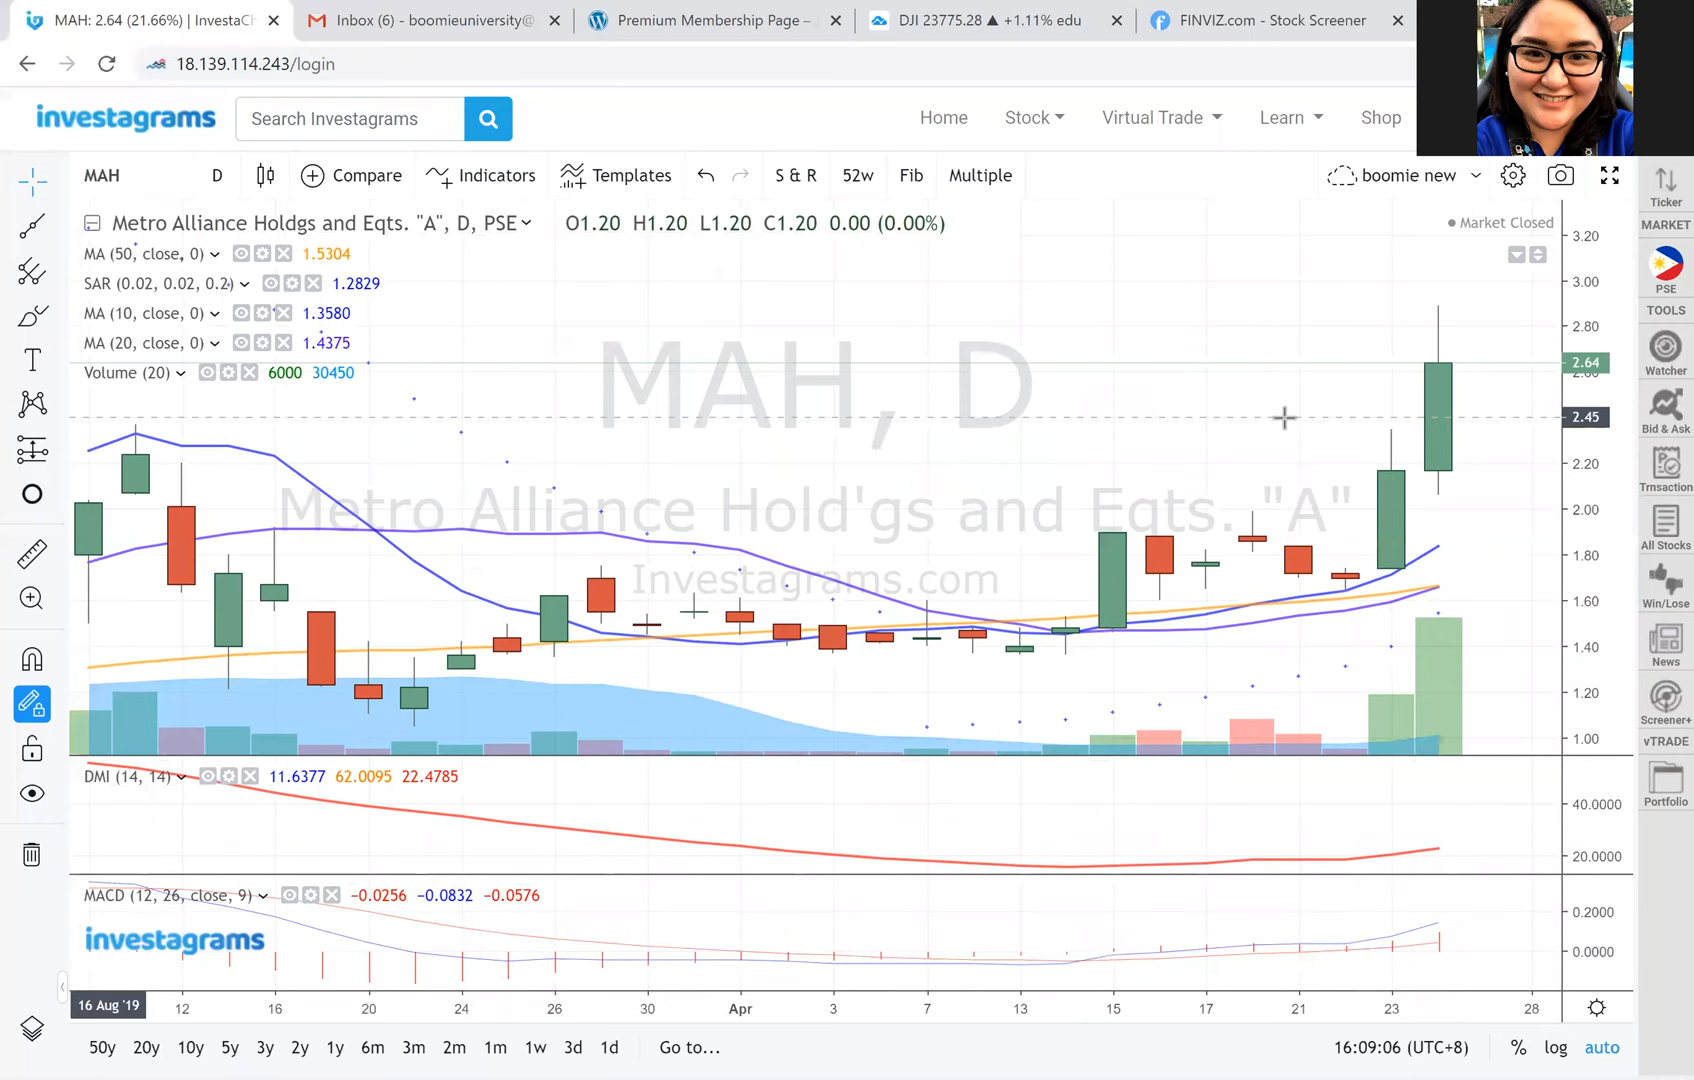 MAH: 2.64 (21.66%) | InvestaCh
Inbox (6) - boomieuniversity@
Premium Membership Page –
DJI 23775.28 ▲ +1.11% edu
FINVIZ.com - Stock Screener
18.139.114.243/login
investagrams
Search Investagrams
Home
Stock
Virtual Trade
Learn
Shop
MAH
D
Compare
Indicators
Templates
S & R
52w
Fib
Multiple
boomie new
Metro Alliance Holdgs and Eqts. "A", D, PSE
O1.20 H1.20 L1.20 C1.20 0.00 (0.00%)
Market Closed
MA (50, close, 0) 1.5304
SAR (0.02, 0.02, 0.2) 1.2829
MA (10, close, 0) 1.3580
MA (20, close, 0) 1.4375
Volume (20) 6000 30450
MAH, D
Metro Alliance Hold'gs and Eqts. "A"
Investagrams.com
3.20
3.00
2.80
2.64
2.60
2.45
2.20
2.00
1.80
1.60
1.40
1.20
1.00
DMI (14, 14) 11.6377 62.0095 22.4785
40.0000
20.0000
MACD (12, 26, close, 9) -0.0256 -0.0832 -0.0576
0.2000
0.0000
investagrams
16 Aug '19
12
16
20
24
26
30
Apr
3
7
13
15
17
21
23
28
50y
20y
10y
5y
3y
2y
1y
6m
3m
2m
1m
1w
3d
1d
Go to...
16:09:06 (UTC+8)
%
log
auto
Ticker
MARKET
PSE
TOOLS
Watcher
Bid & Ask
Trnsaction
All Stocks
Win/Lose
News
Screener+
vTRADE
Portfolio